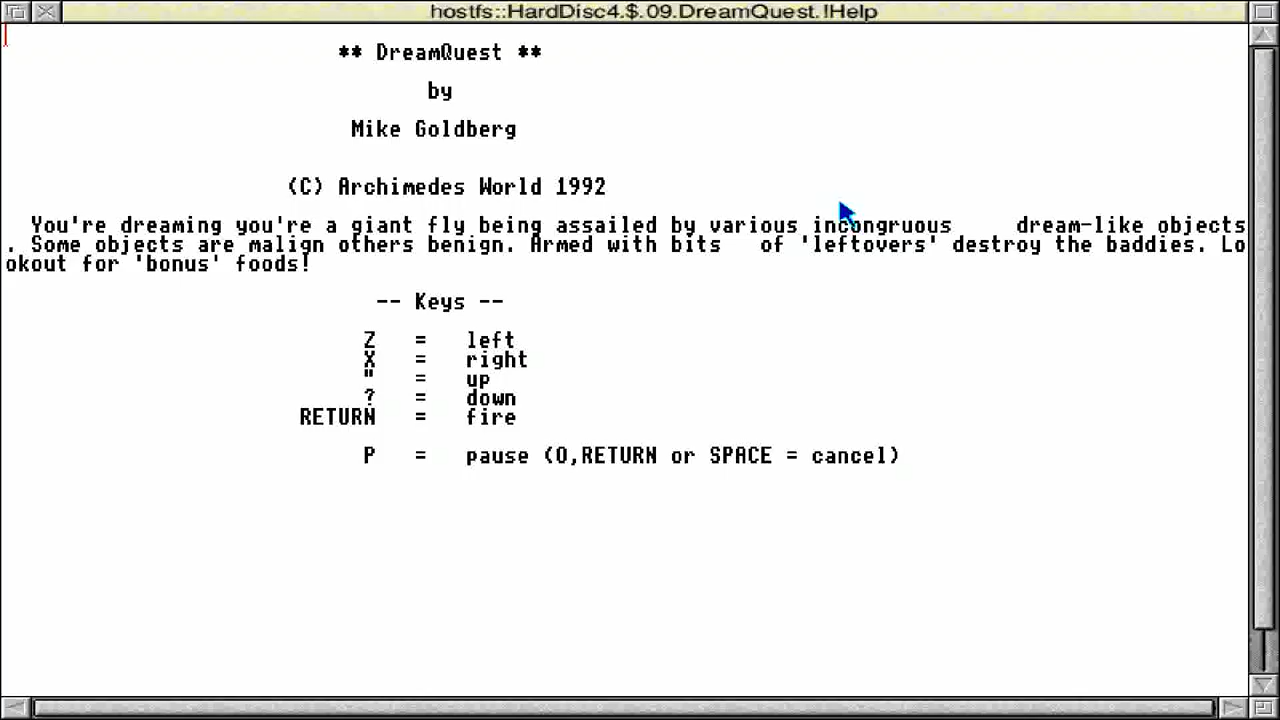 hostfs::HardDisc4.$.09.DreamQuest.!Help
** DreamQuest **
by
Mike Goldberg
(C) Archimedes World 1992
You're dreaming you're a giant fly being assailed by various incongruous dream-like objects
. Some objects are malign others benign. Armed with bits of 'leftovers' destroy the baddies. Lo
okout for 'bonus' foods!
-- Keys --
Z = left
X = right
" = up
? = down
RETURN = fire
P = pause (O,RETURN or SPACE = cancel)